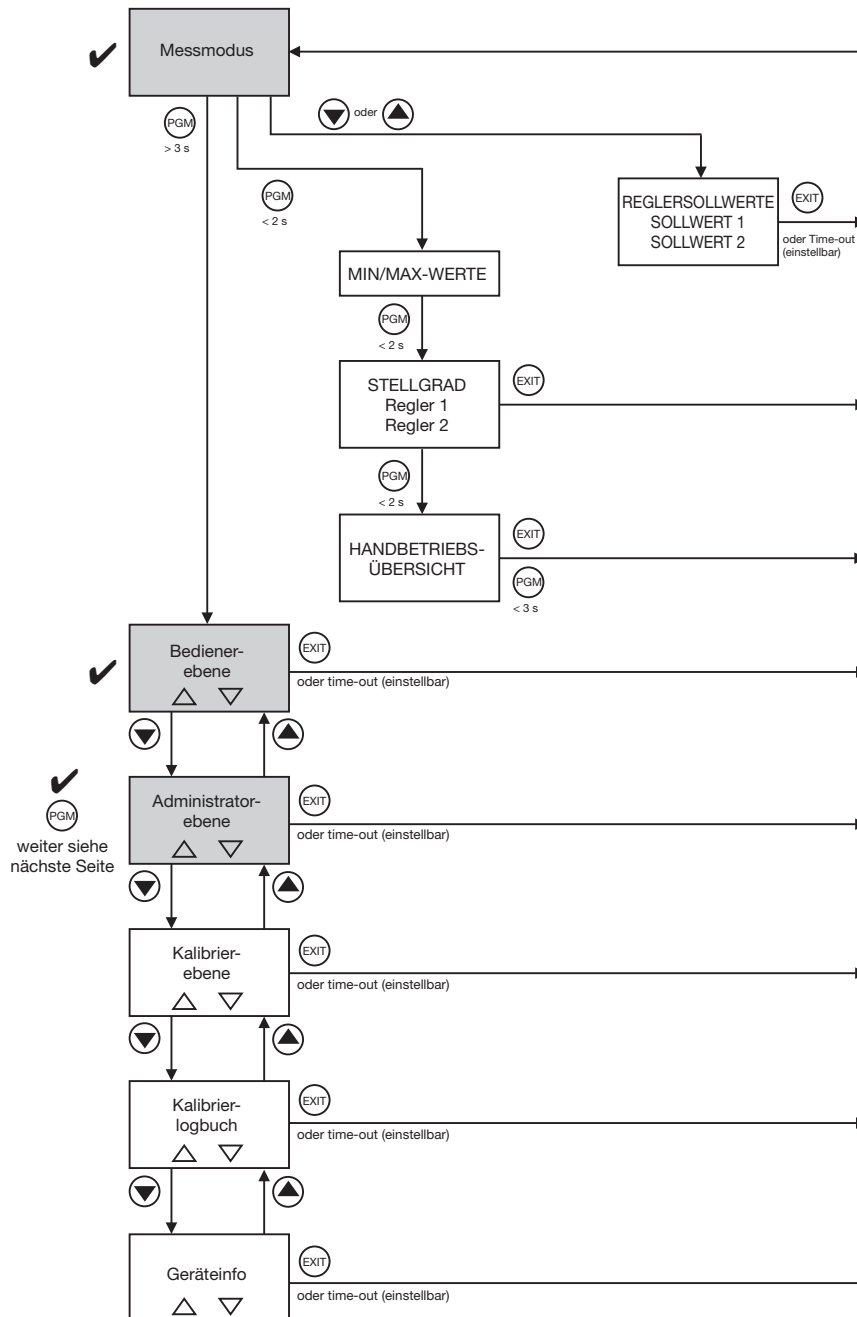 Messmodus
PGM
> 3 s
oder
PGM
< 2 s
REGLERSOLLWERTE
SOLLWERT 1
SOLLWERT 2
EXIT
oder Time-out
(einstellbar)
MIN/MAX-WERTE
PGM
< 2 s
STELLGRAD
Regler 1
Regler 2
EXIT
PGM
< 2 s
HANDBETRIEBS-
ÜBERSICHT
EXIT
PGM
< 3 s
Bediener-
ebene
EXIT
oder time-out (einstellbar)
PGM
weiter siehe
nächste Seite
Administrator-
ebene
EXIT
oder time-out (einstellbar)
Kalibrier-
ebene
EXIT
oder time-out (einstellbar)
Kalibrier-
logbuch
EXIT
oder time-out (einstellbar)
Geräteinfo
EXIT
oder time-out (einstellbar)